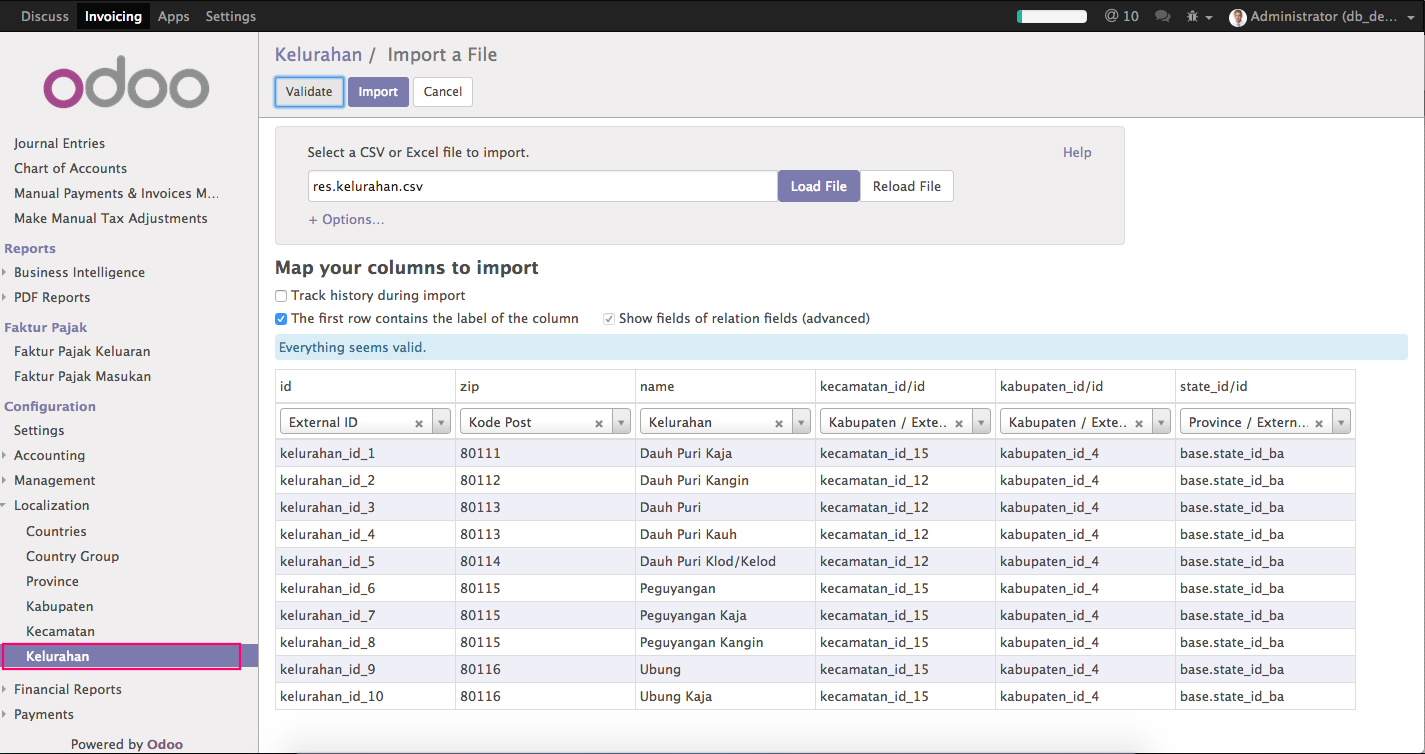 Discuss Invoicing Apps Settings @ 10 Administrator (db_de...
odoo
Journal Entries
Chart of Accounts
Manual Payments & Invoices M...
Make Manual Tax Adjustments
Reports
Business Intelligence
PDF Reports
Faktur Pajak
Faktur Pajak Keluaran
Faktur Pajak Masukan
Configuration
Settings
Accounting
Management
Localization
Countries
Country Group
Province
Kabupaten
Kecamatan
Kelurahan
Financial Reports
Payments
Powered by Odoo
Kelurahan / Import a File
Validate Import Cancel
Select a CSV or Excel file to import. Help
res.kelurahan.csv Load File Reload File
+ Options...
Map your columns to import
Track history during import
The first row contains the label of the column Show fields of relation fields (advanced)
Everything seems valid.
id zip name kecamatan_id/id kabupaten_id/id state_id/id
External ID Kode Post Kelurahan Kabupaten / Exte.. Kabupaten / Exte.. Province / Extern...
kelurahan_id_1 80111 Dauh Puri Kaja kecamatan_id_15 kabupaten_id_4 base.state_id_ba
kelurahan_id_2 80112 Dauh Puri Kangin kecamatan_id_12 kabupaten_id_4 base.state_id_ba
kelurahan_id_3 80113 Dauh Puri kecamatan_id_12 kabupaten_id_4 base.state_id_ba
kelurahan_id_4 80113 Dauh Puri Kauh kecamatan_id_12 kabupaten_id_4 base.state_id_ba
kelurahan_id_5 80114 Dauh Puri Klod/Kelod kecamatan_id_12 kabupaten_id_4 base.state_id_ba
kelurahan_id_6 80115 Peguyangan kecamatan_id_15 kabupaten_id_4 base.state_id_ba
kelurahan_id_7 80115 Peguyangan Kaja kecamatan_id_15 kabupaten_id_4 base.state_id_ba
kelurahan_id_8 80115 Peguyangan Kangin kecamatan_id_15 kabupaten_id_4 base.state_id_ba
kelurahan_id_9 80116 Ubung kecamatan_id_15 kabupaten_id_4 base.state_id_ba
kelurahan_id_10 80116 Ubung Kaja kecamatan_id_15 kabupaten_id_4 base.state_id_ba